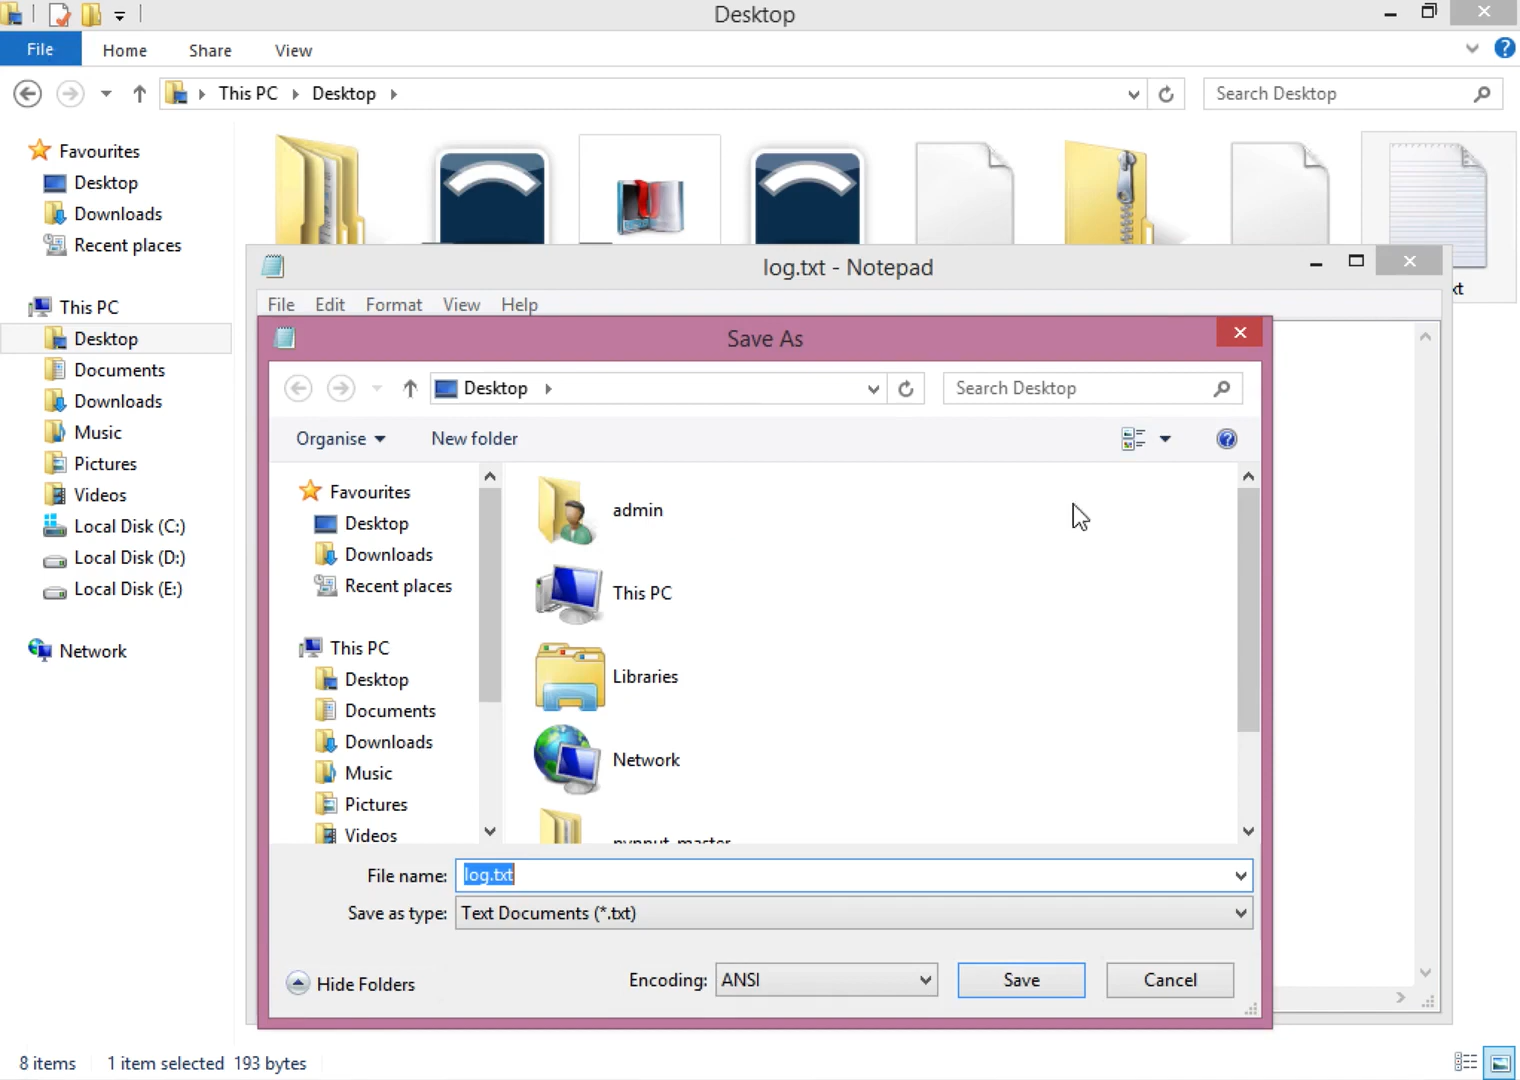 Desktop
File Home Share View
This PC Desktop Search Desktop
Favourites
Desktop
Downloads
Recent places
This PC
Desktop
Documents
Downloads
Music
Pictures
Videos
Local Disk (C:)
Local Disk (D:)
Local Disk (E:)
Network
log.txt - Notepad
File Edit Format View Help
Save As
Desktop Search Desktop
Organise New folder
Favourites
Desktop
Downloads
Recent places
This PC
Desktop
Documents
Downloads
Music
Pictures
Videos
admin
This PC
Libraries
Network
File name: log.txt
Save as type: Text Documents (*.txt)
Hide Folders Encoding: ANSI Save Cancel
8 items 1 item selected 193 bytes